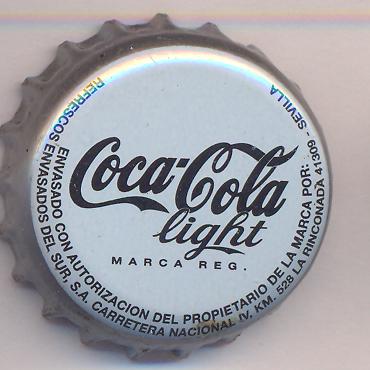 Coca-Cola
light
MARCA REG.
ENVASADO CON AUTORIZACION DEL PROPIETARIO DE LA MARCA POR:
REFRESCOS ENVASADOS DEL SUR, S.A. CARRETERA NACIONAL IV, KM. 528 LA RINCONADA 41309 - SEVILLA